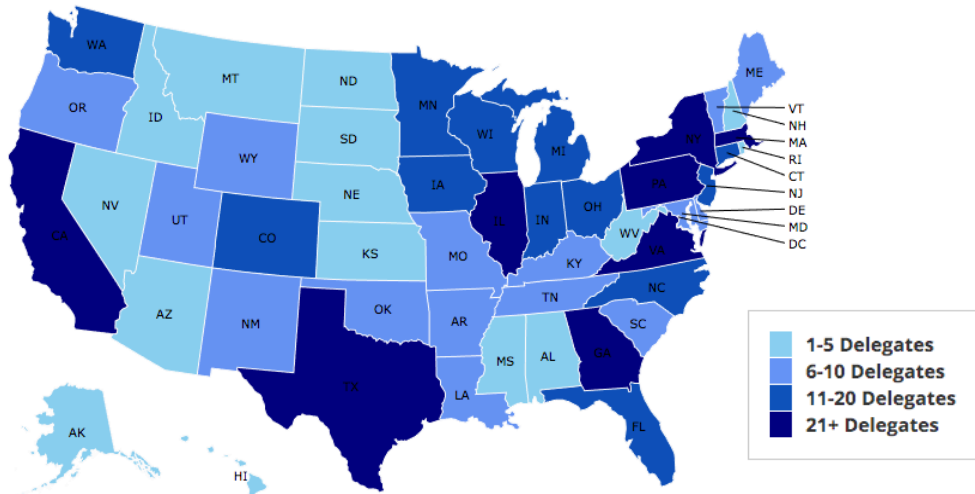 WA
MT
ND
MN
ME
OR
ID
SD
WI
MI
NY
VT
NH
MA
RI
CT
NJ
DE
MD
DC
WY
NE
IA
PA
NV
UT
CO
KS
IL
IN
OH
WV
VA
CA
MO
KY
AZ
NM
OK
AR
TN
NC
SC
TX
LA
MS
AL
GA
FL
AK
HI
1-5 Delegates
6-10 Delegates
11-20 Delegates
21+ Delegates